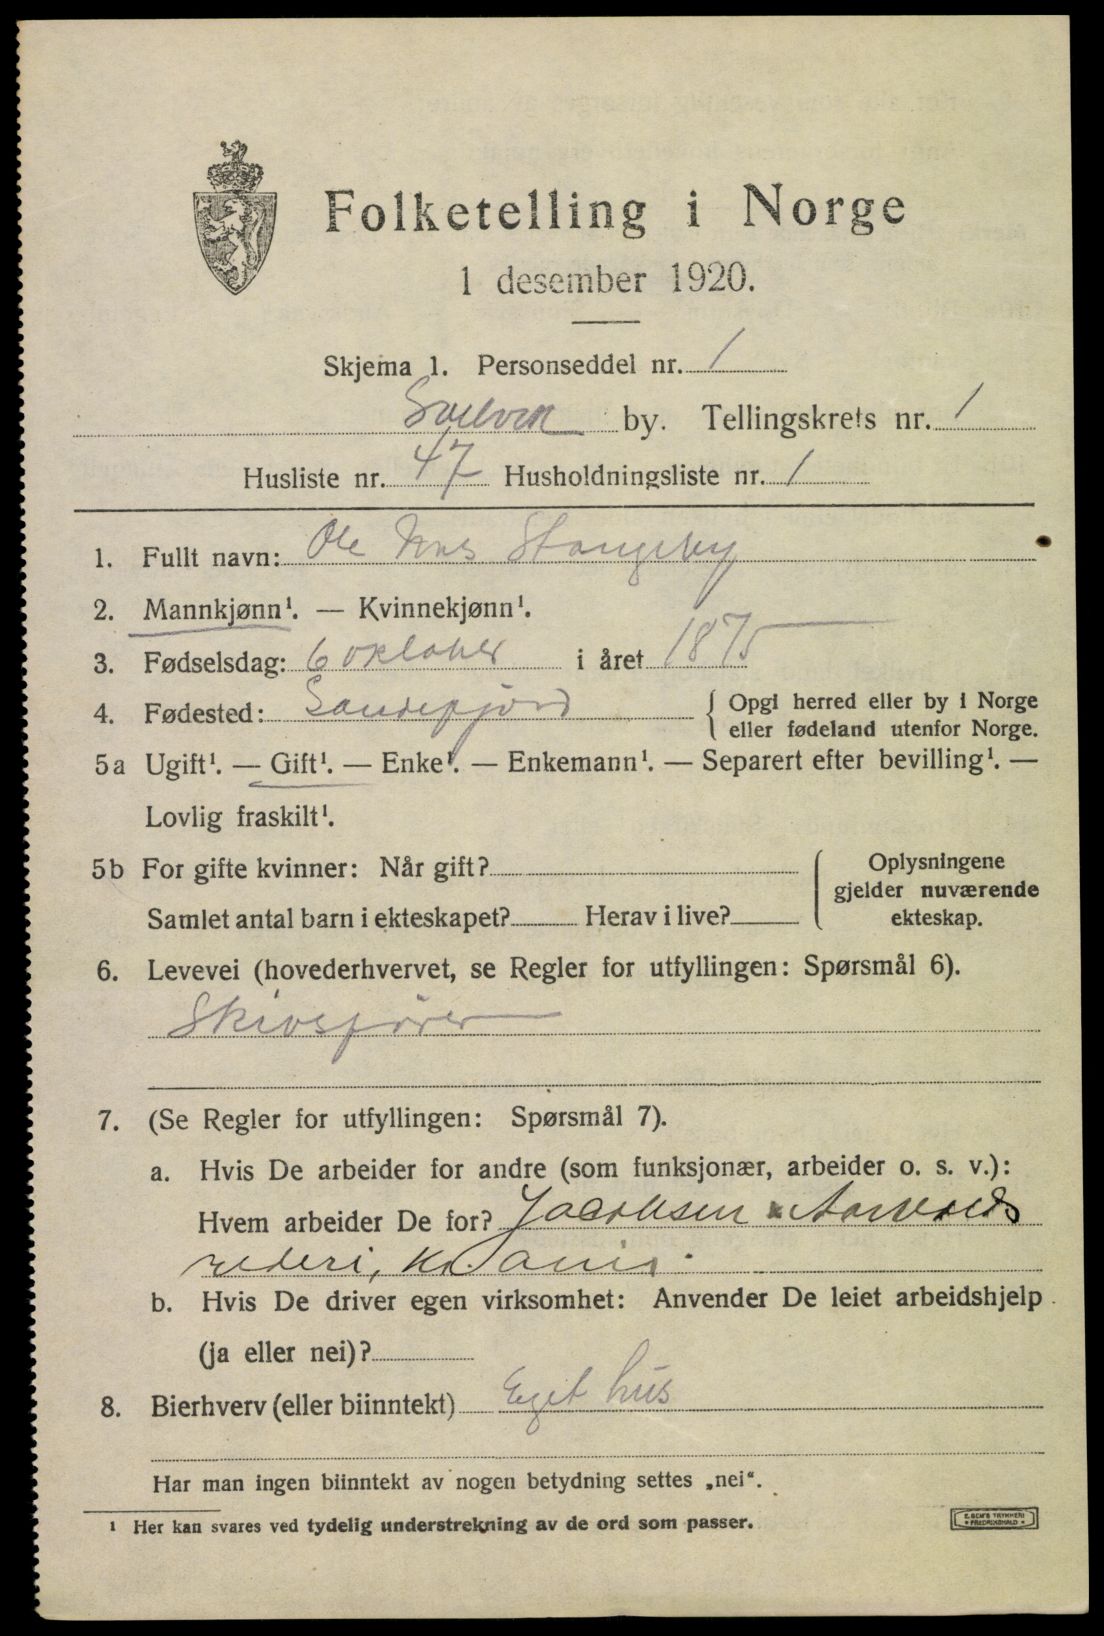 Folketelling i Norge
1 desember 1920.
Skjema 1. Personseddel nr. 1
Svelvik by. Tellingskrets nr. 1
Husliste nr. 47 Husholdningsliste nr. 1
1. Fullt navn: Ole Stangeby
2. Mannkjønn¹. — Kvinnekjønn¹.
3. Fødselsdag: 6 oktober i året 1875
4. Fødested: Sandefjord { Opgi herred eller by i Norge
eller fødeland utenfor Norge.
5a Ugift¹. — Gift¹. — Enke¹. — Enkemann¹. — Separert efter bevilling¹. —
Lovlig fraskilt¹.
5b For gifte kvinner: Når gift?
Samlet antal barn i ekteskapet? Herav i live?
{ Oplysningene
gjelder nuværende
ekteskap.
6. Levevei (hovederhvervet, se Regler for utfyllingen: Spørsmål 6).
Skibsfører
7. (Se Regler for utfyllingen: Spørsmål 7).
a. Hvis De arbeider for andre (som funksjonær, arbeider o. s. v.):
Hvem arbeider De for? Jacobsen
rederi, Kr.ania.
b. Hvis De driver egen virksomhet: Anvender De leiet arbeidshjelp
(ja eller nei)?
8. Bierhverv (eller biinntekt) Eget hus
Har man ingen biinntekt av nogen betydning settes „nei“.
¹ Her kan svares ved tydelig understrekning av de ord som passer.
E. SEM'S TRYKKERI
• FREDRIKSHALD •